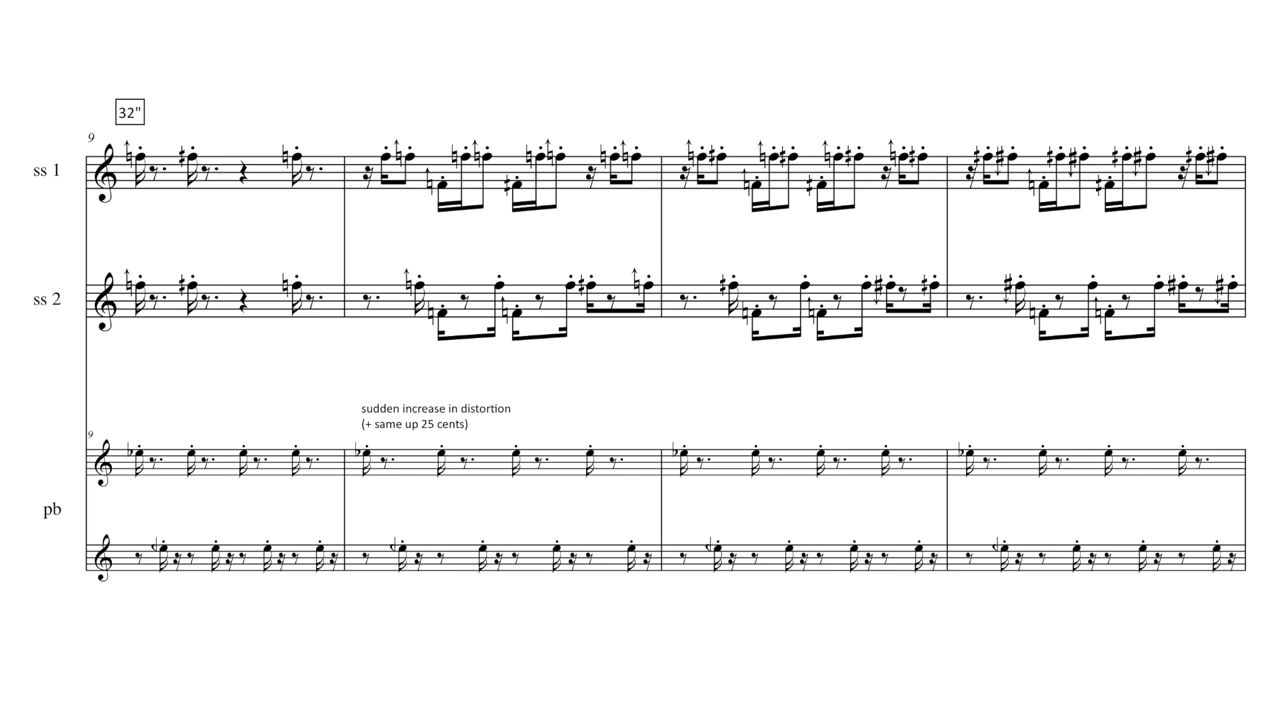 32"
9
ss 1
ss 2
sudden increase in distortion
(+ same up 25 cents)
9
pb